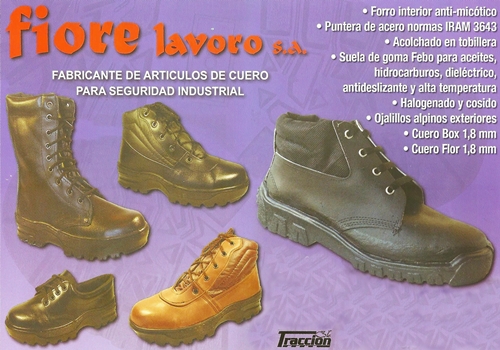 fiore lavoro S.A.
FABRICANTE DE ARTICULOS DE CUERO
PARA SEGURIDAD INDUSTRIAL
• Forro interior anti-micótico
• Puntera de acero normas IRAM 3643
• Acolchado en tobillera
• Suela de goma Febo para aceites,
hidrocarburos, dieléctrico,
antideslizante y alta temperatura
• Halogenado y cosido
• Ojalillos alpinos exteriores
• Cuero Box 1,8 mm
• Cuero Flor 1,8 mm
Traccion